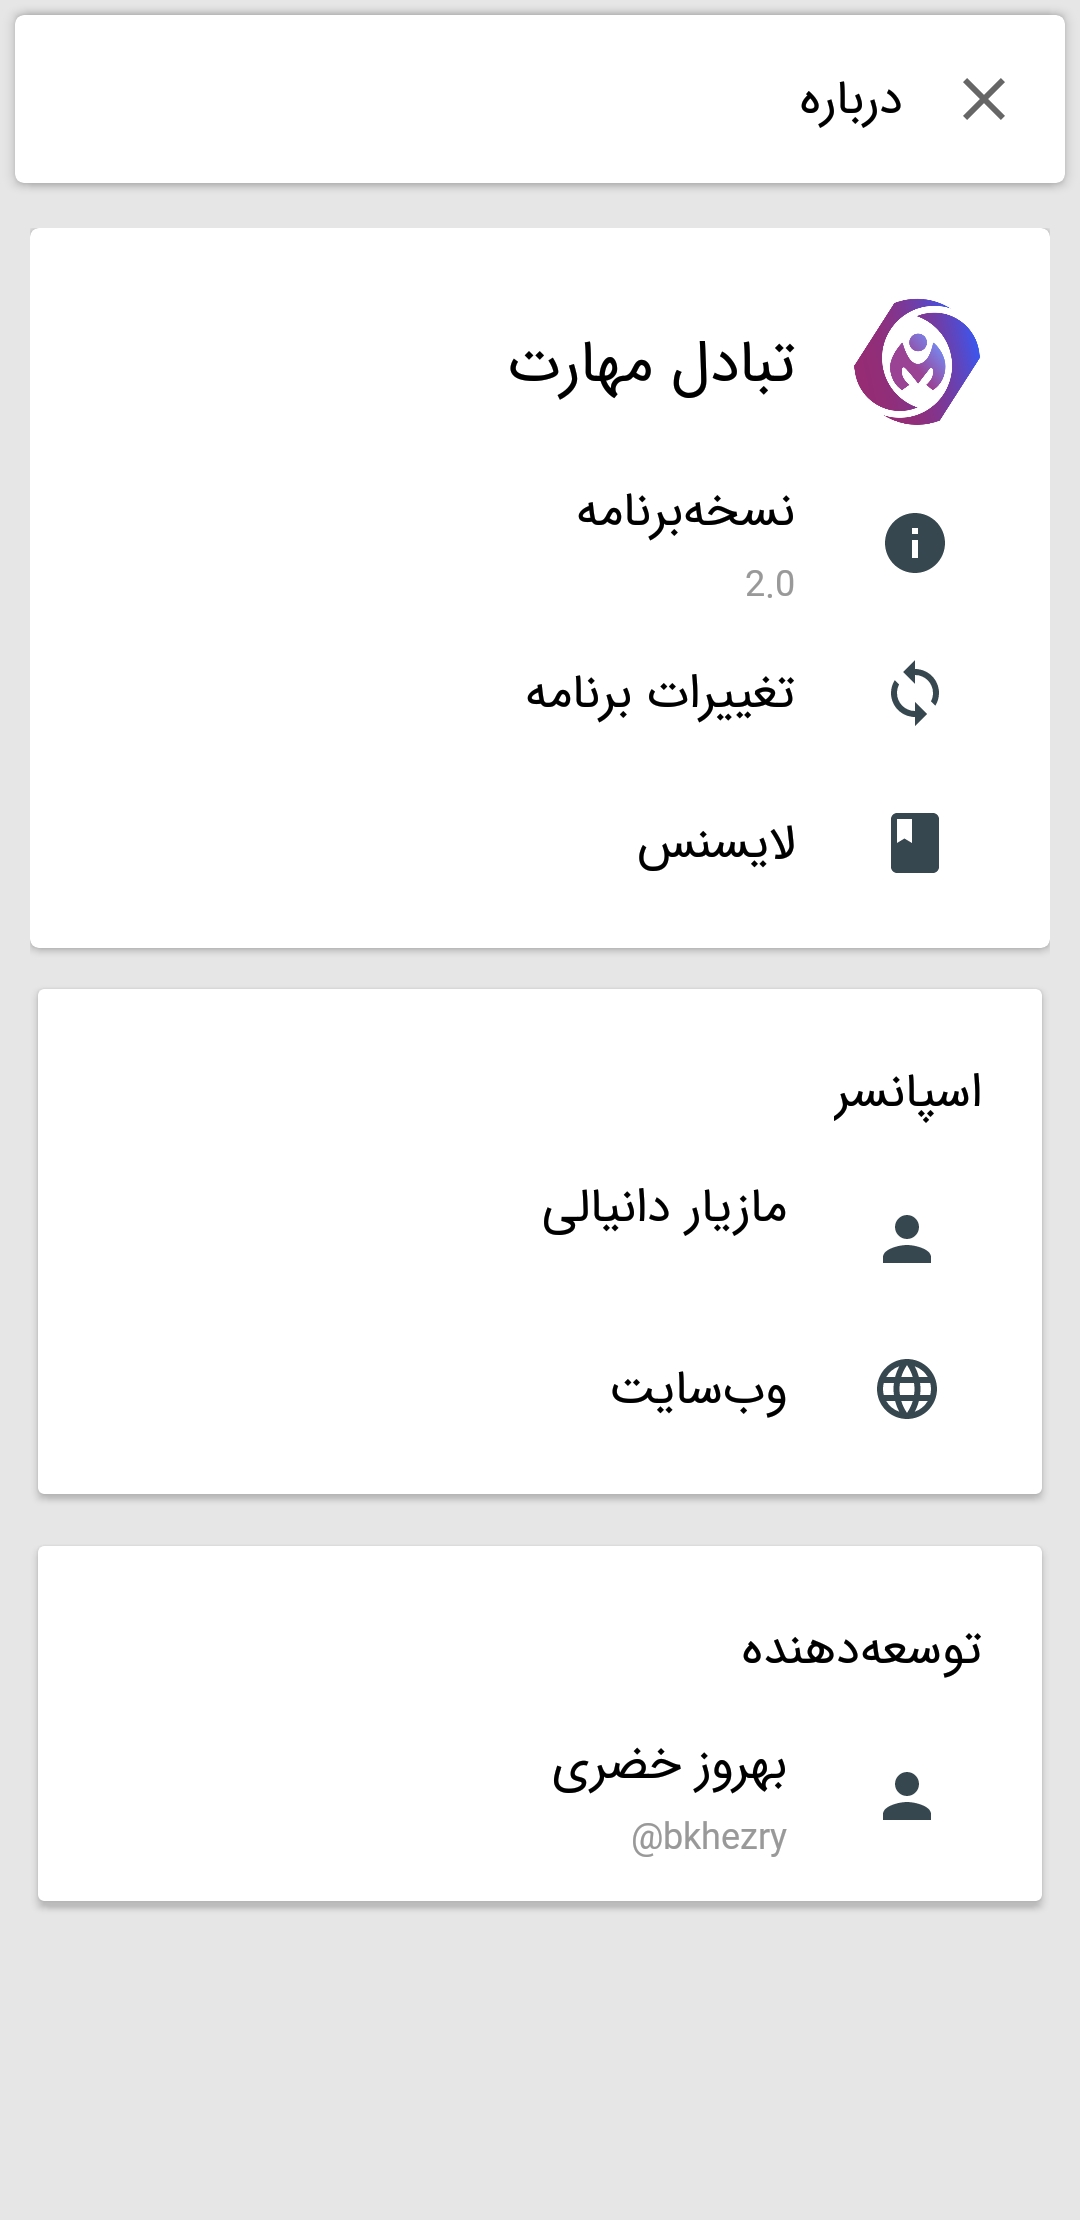 درباره
تبادل مهارت
نسخه‌برنامه
2.0
تغییرات برنامه
لایسنس
اسپانسر
مازیار دانیالی
وب‌سایت
توسعه‌دهنده
بهروز خضری
@bkhezry